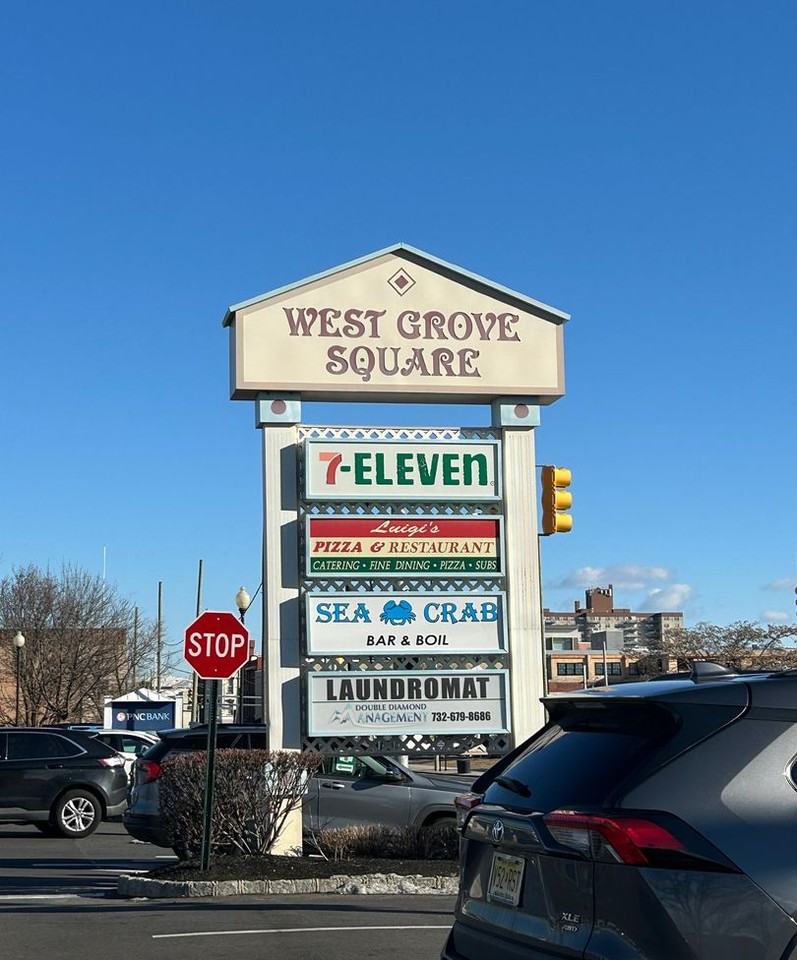 WEST GROVE
SQUARE
7-ELEVEn
Luigi's
PIZZA & RESTAURANT
CATERING • FINE DINING • PIZZA • SUBS
SEA CRAB
BAR & BOIL
LAUNDROMAT
DOUBLE DIAMOND
MANAGEMENT 732-679-8686
STOP
PNC BANK
XLE